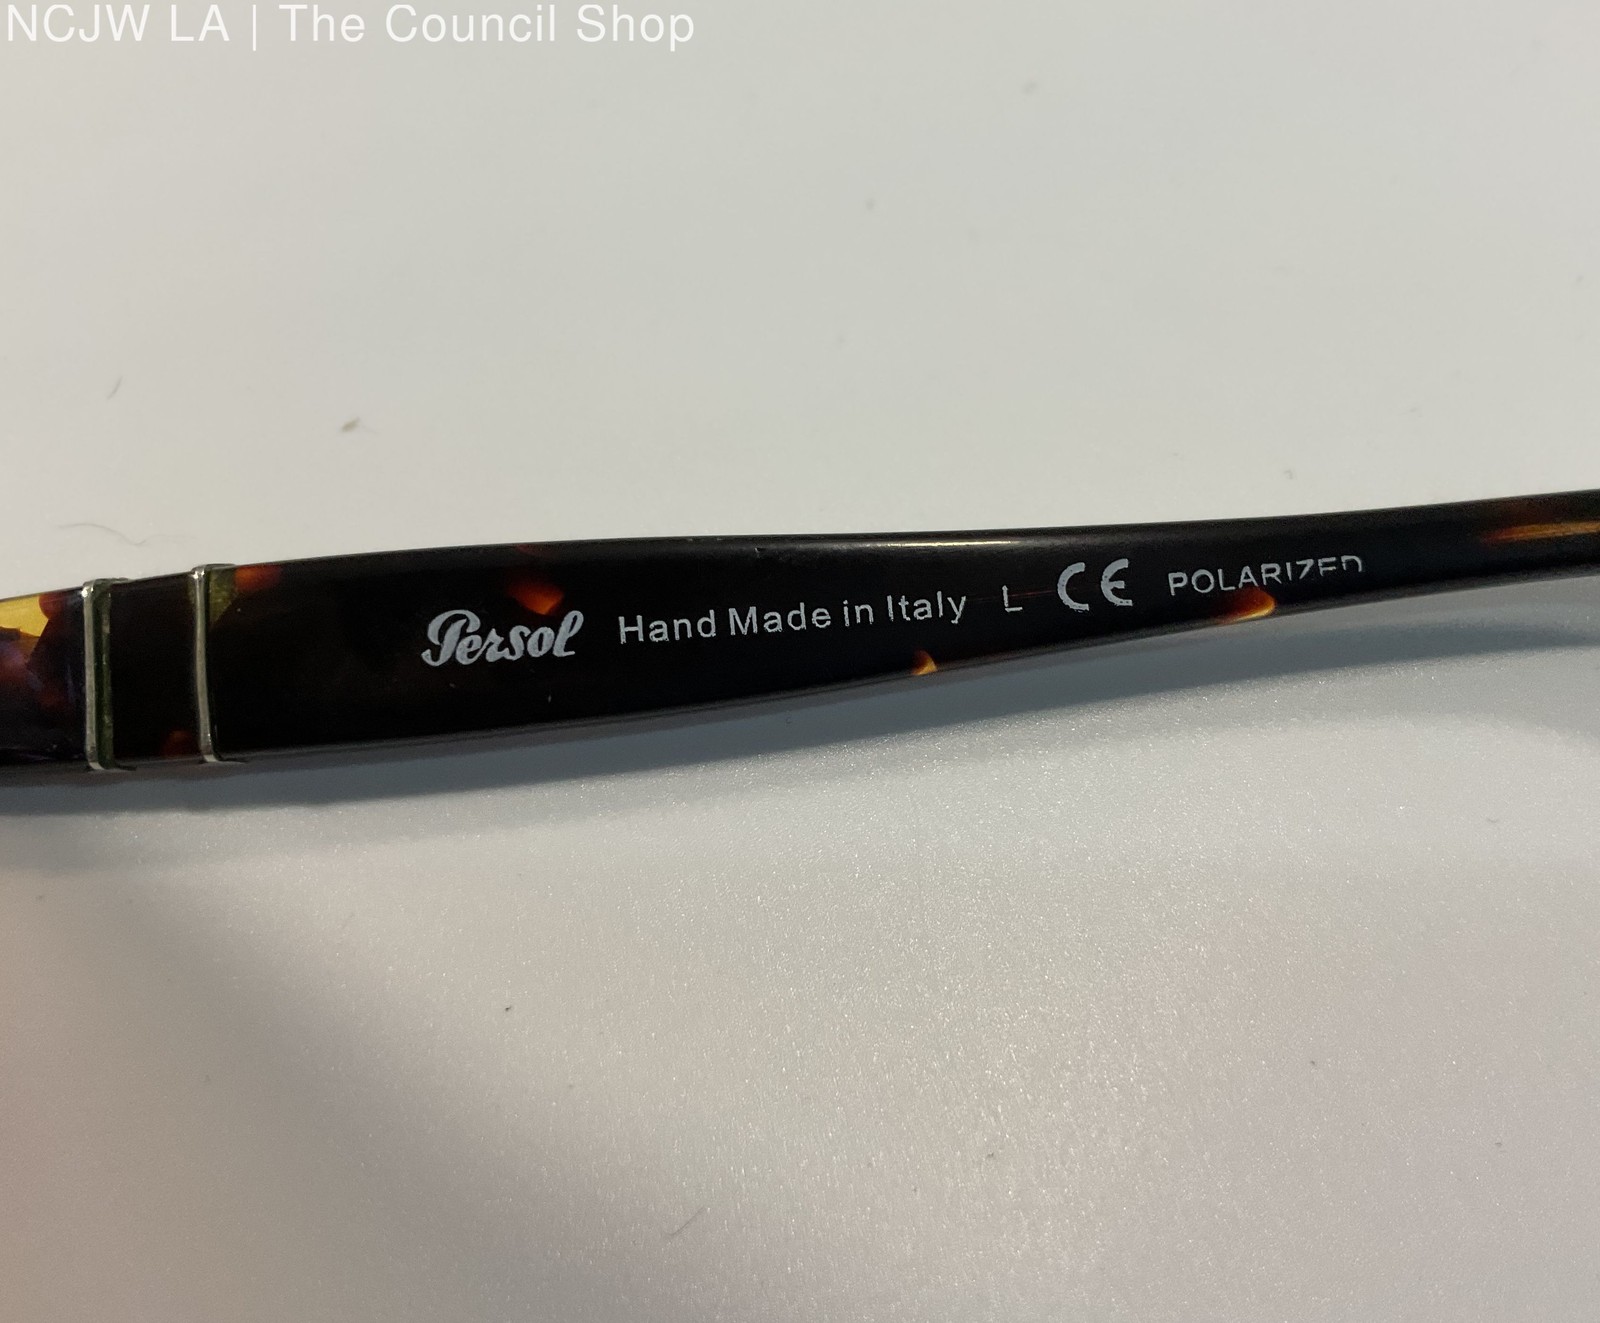 NCJW LA | The Council Shop
Persol Hand Made in Italy L CE POLARIZED